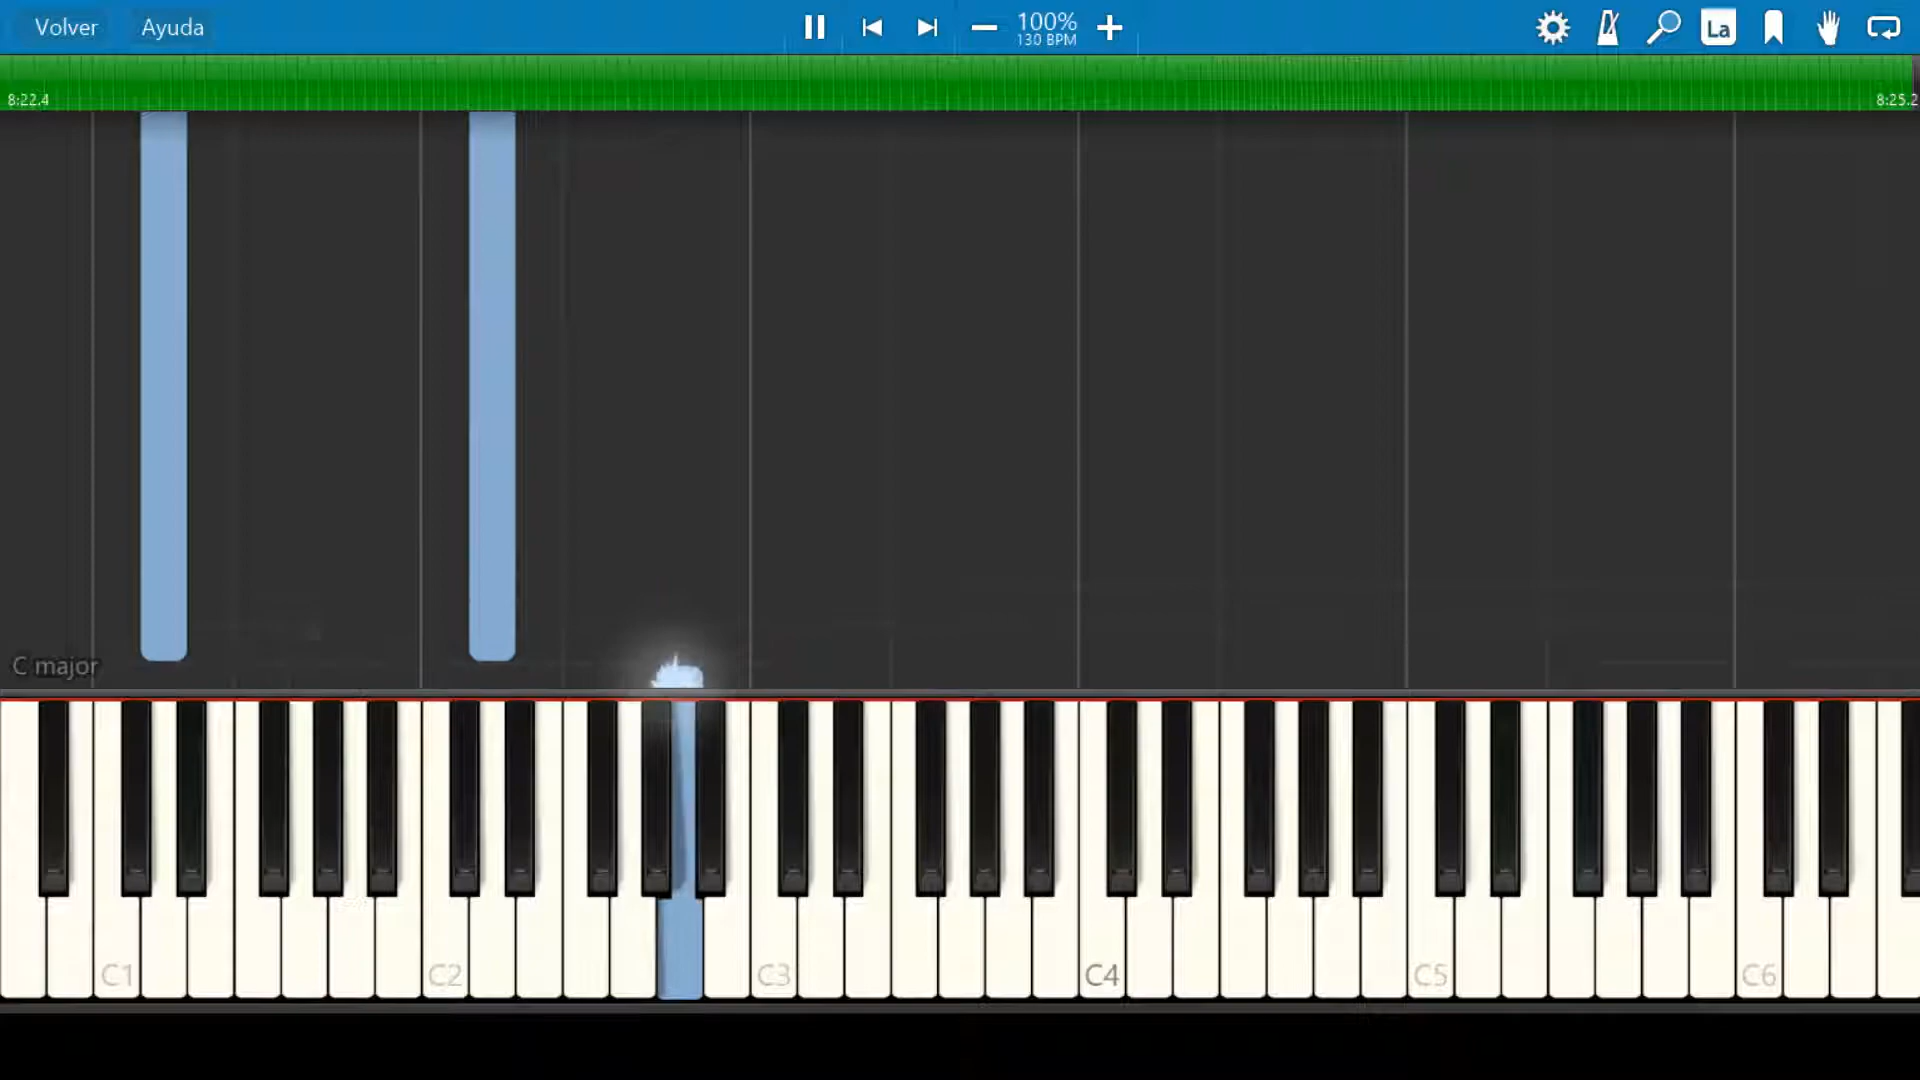 Volver Ayuda 100% La
130 BPM
8:22.4 8:25.2
C major
C1 C2 C3 C4 C5 C6